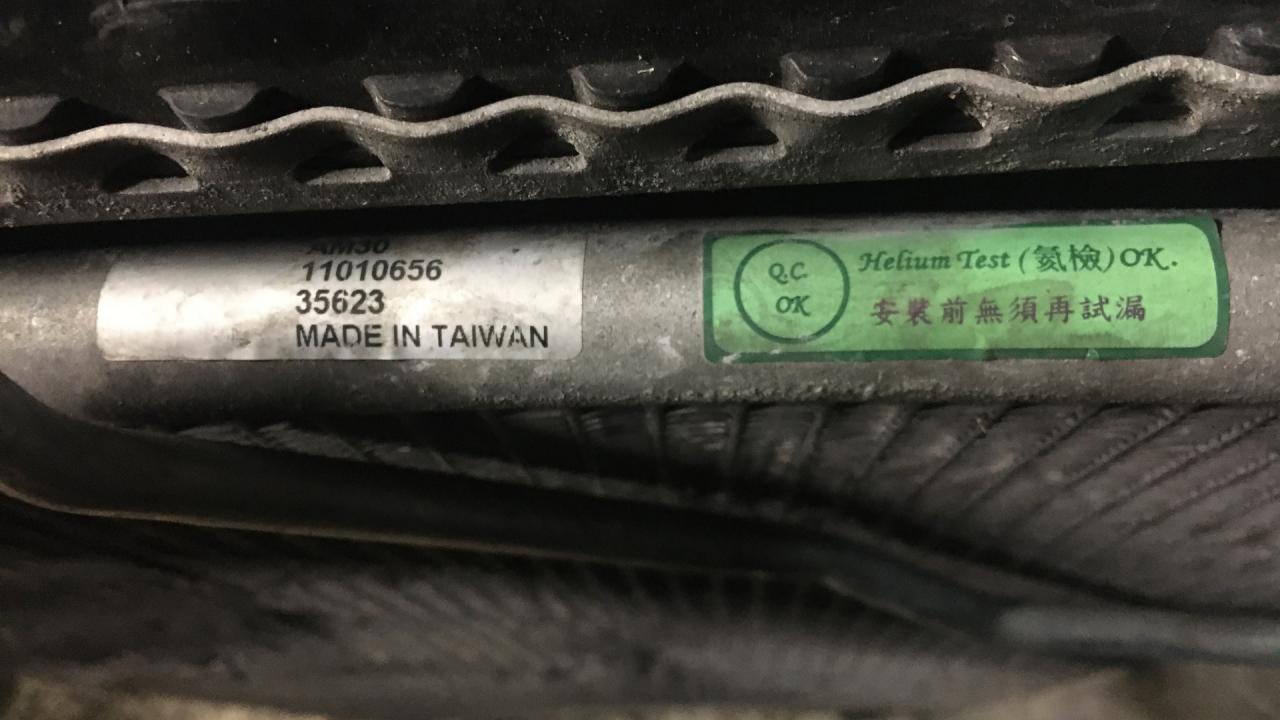 AM30
11010656
35623
MADE IN TAIWAN
Q.C.
OK
Helium Test (氦檢) OK.
安裝前無須再試漏